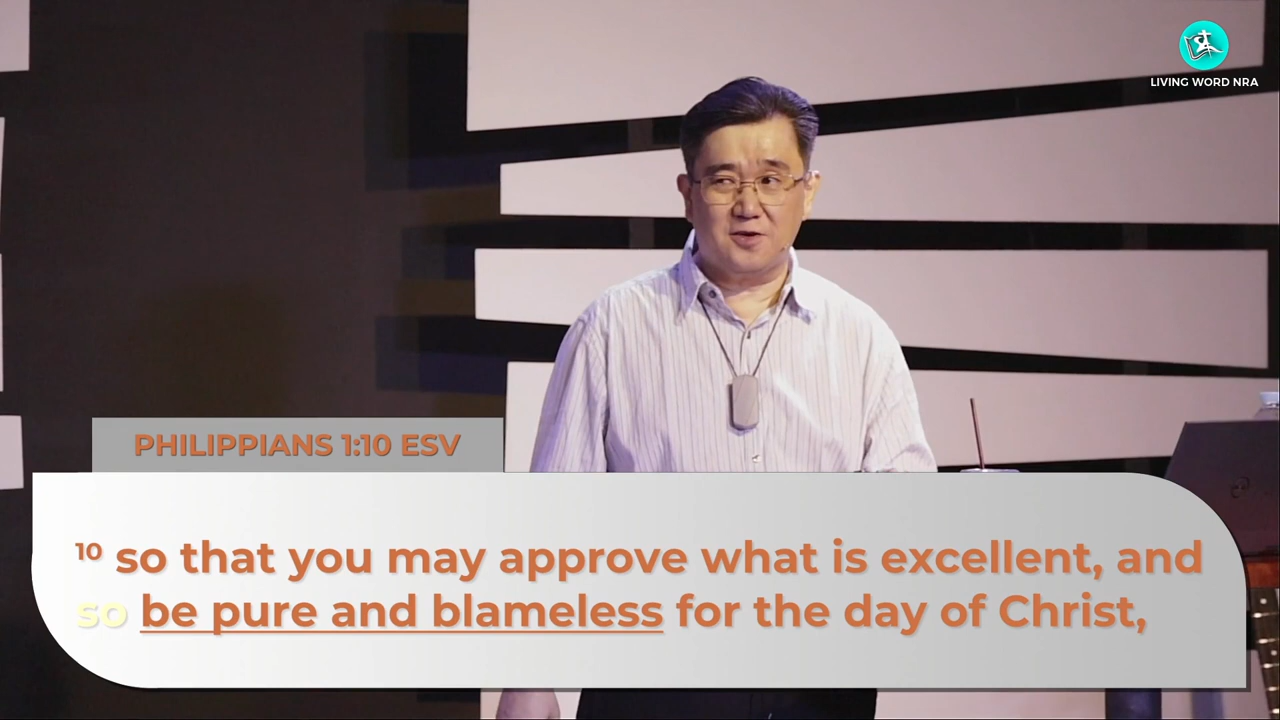 LIVING WORD NRA
PHILIPPIANS 1:10 ESV
¹⁰ so that you may approve what is excellent, and
so be pure and blameless for the day of Christ,